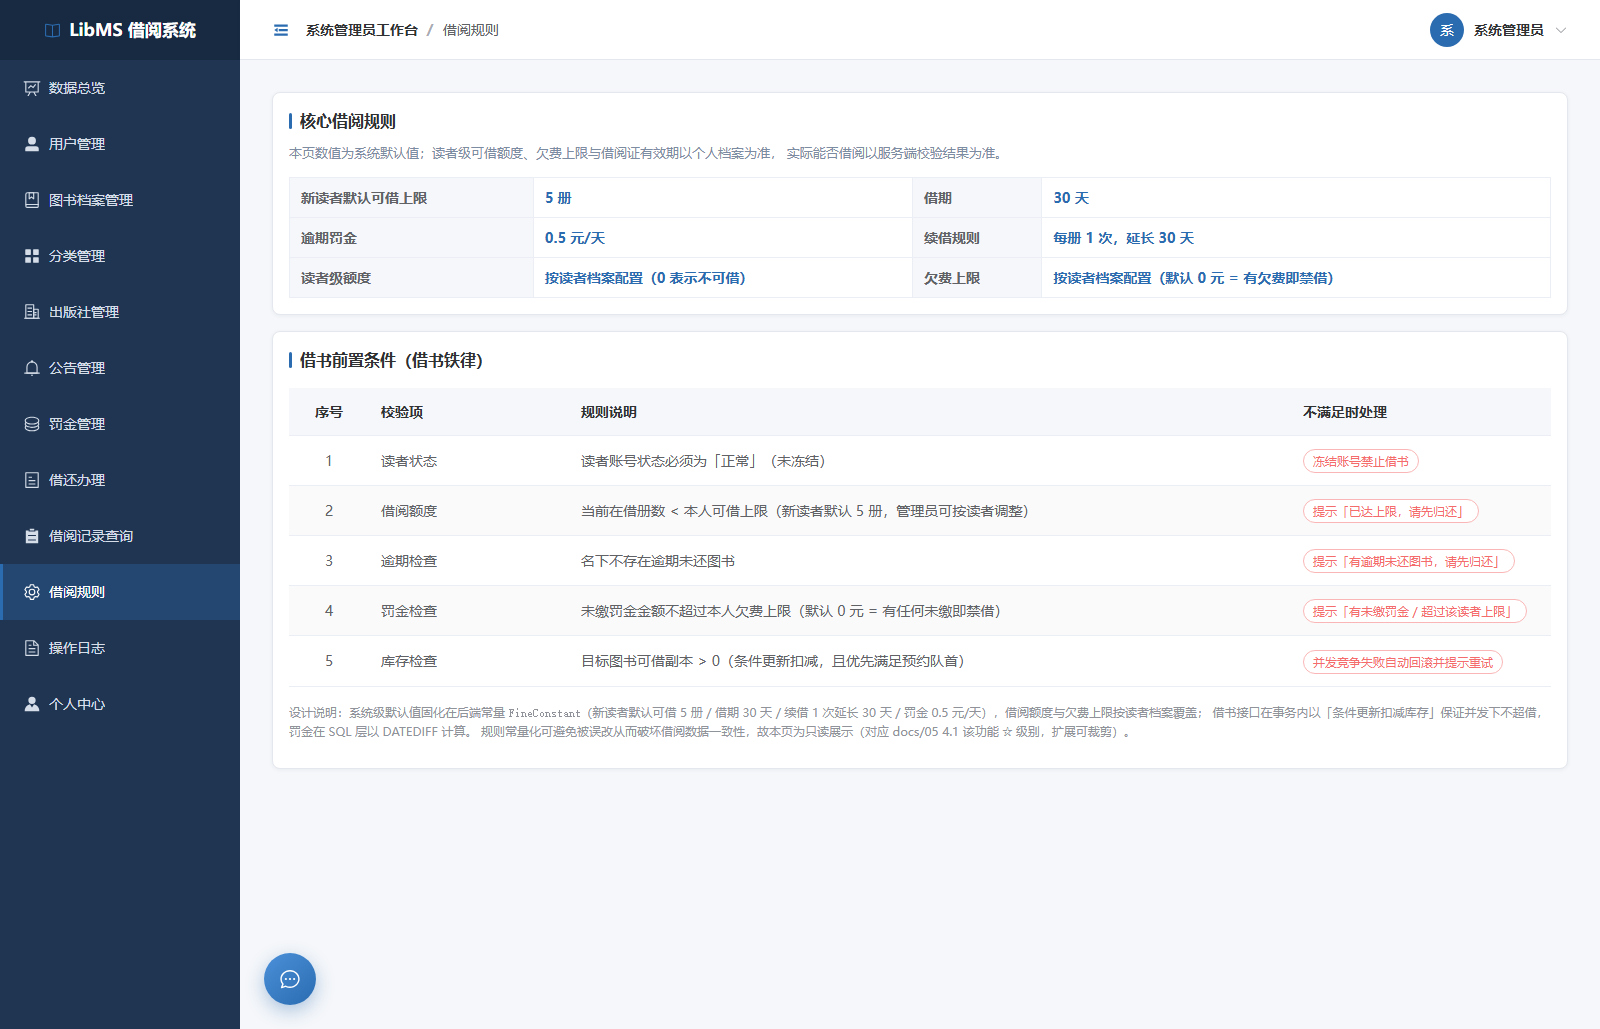 LibMS 借阅系统
系统管理员工作台 / 借阅规则
系 系统管理员
数据总览
用户管理
图书档案管理
分类管理
出版社管理
公告管理
罚金管理
借还办理
借阅记录查询
借阅规则
操作日志
个人中心
核心借阅规则
本页数值为系统默认值；读者级可借额度、欠费上限与借阅证有效期以个人档案为准， 实际能否借阅以服务端校验结果为准。
新读者默认可借上限 5 册 借期 30 天
逾期罚金 0.5 元/天 续借规则 每册 1 次，延长 30 天
读者级额度 按读者档案配置（0 表示不可借） 欠费上限 按读者档案配置（默认 0 元 = 有欠费即禁借）
借书前置条件（借书铁律）
序号 校验项 规则说明 不满足时处理
1 读者状态 读者账号状态必须为「正常」（未冻结） 冻结账号禁止借书
2 借阅额度 当前在借册数 < 本人可借上限（新读者默认 5 册，管理员可按读者调整） 提示「已达上限，请先归还」
3 逾期检查 名下不存在逾期未还图书 提示「有逾期未还图书，请先归还」
4 罚金检查 未缴罚金金额不超过本人欠费上限（默认 0 元 = 有任何未缴即禁借） 提示「有未缴罚金 / 超过该读者上限」
5 库存检查 目标图书可借副本 > 0（条件更新扣减，且优先满足预约队首） 并发竞争失败自动回滚并提示重试
设计说明：系统级默认值固化在后端常量 FineConstant（新读者默认可借 5 册 / 借期 30 天 / 续借 1 次延长 30 天 / 罚金 0.5 元/天），借阅额度与欠费上限按读者档案覆盖； 借书接口在事务内以「条件更新扣减库存」保证并发下不超借，
罚金在 SQL 层以 DATEDIFF 计算。 规则常量化可避免被误改从而破坏借阅数据一致性，故本页为只读展示（对应 docs/05 4.1 该功能 ☆ 级别，扩展可裁剪）。